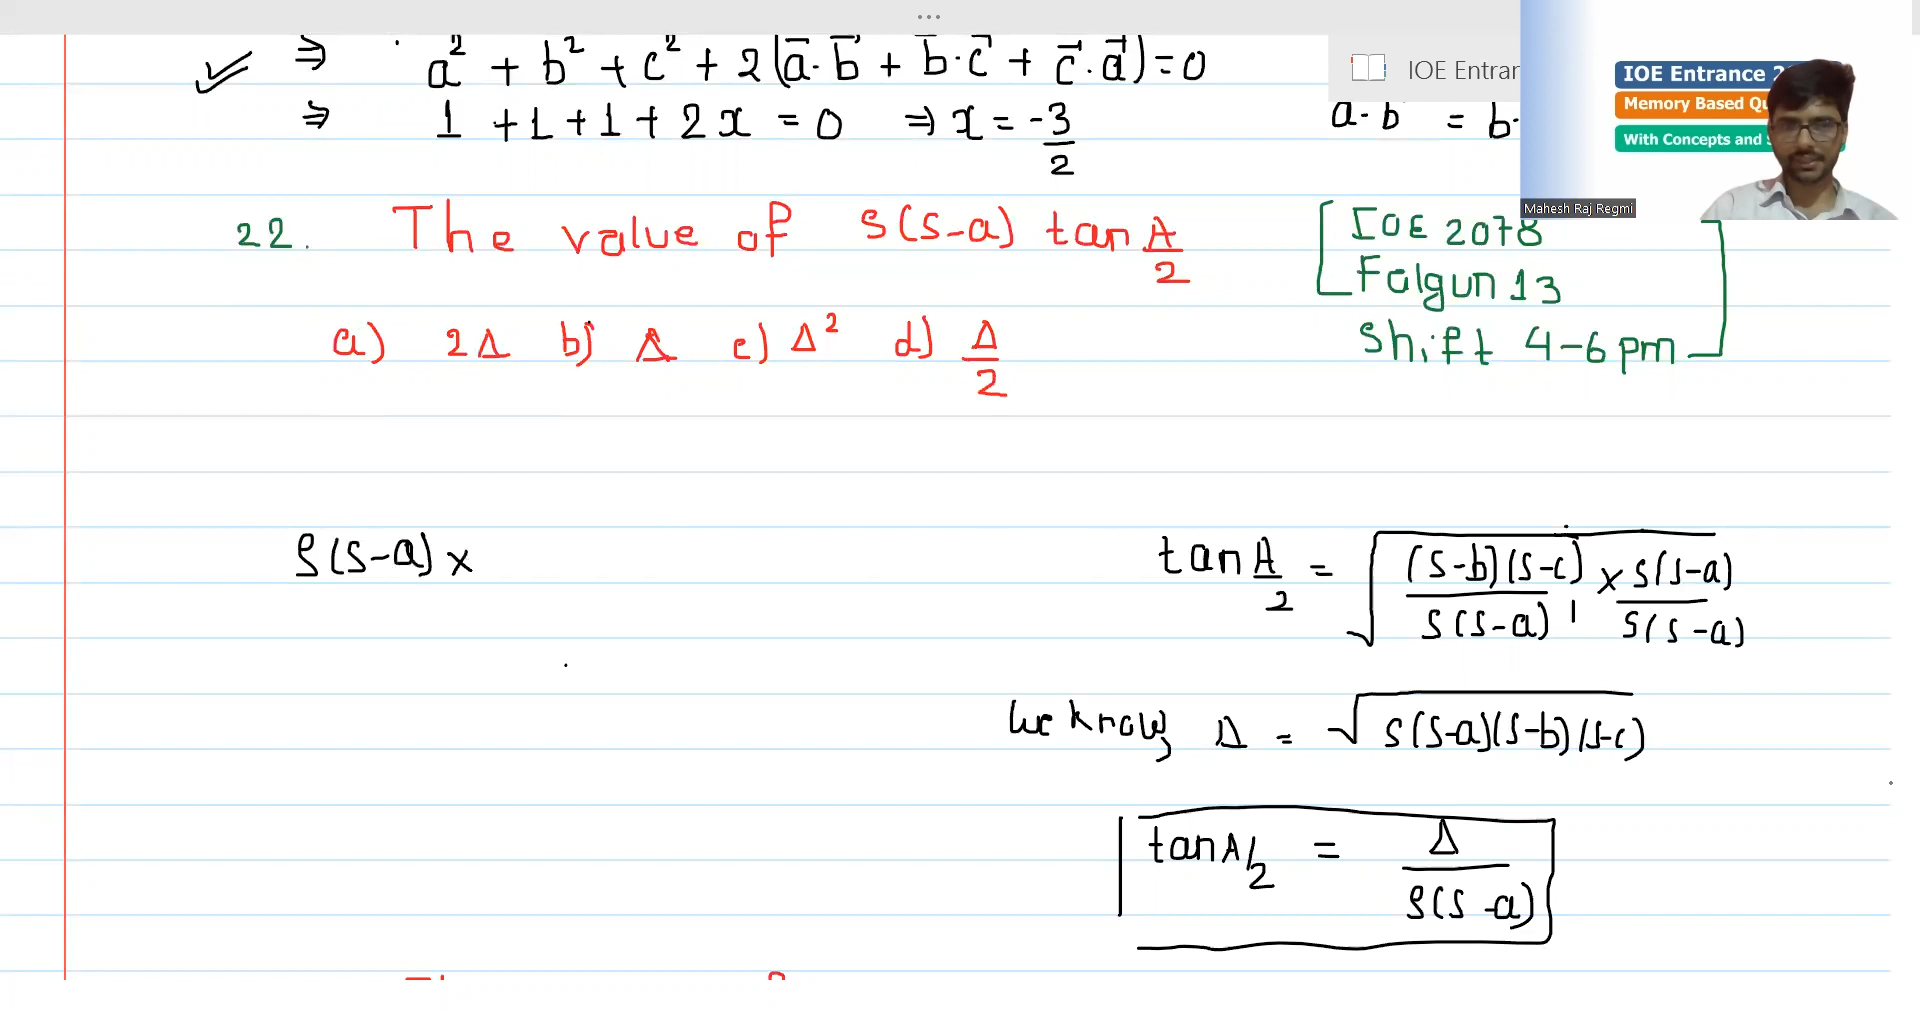 ⇒ a² + b² + c² + 2(a⃗·b⃗ + b⃗·c⃗ + c⃗·a⃗) = 0
⇒ 1 + 1 + 1 + 2x = 0 ⇒ x = -3/2
IOE Entran
a·b = b·
IOE Entrance 2
Memory Based Qu
With Concepts and S
Mahesh Raj Regmi
22. The value of s(s-a) tan A/2
[IOE 2078
Falgun 13
Shift 4-6 pm]
a) 2Δ b) Δ c) Δ² d) Δ/2
s(s-a) ×
tan A/2 = √((s-b)(s-c)/s(s-a) × s(s-a)/s(s-a))
We know, Δ = √s(s-a)(s-b)(s-c)
tan A/2 = Δ/s(s-a)